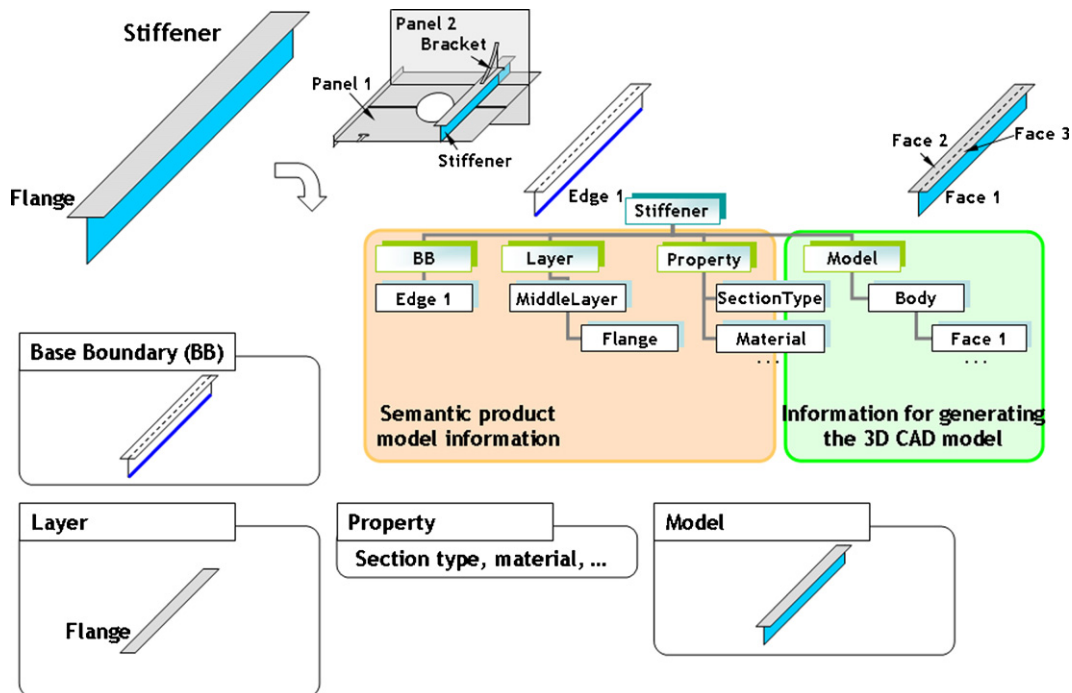 Stiffener
Flange
Panel 2
Bracket
Panel 1
Stiffener
Edge 1
Face 2
Face 3
Face 1
Stiffener
BB
Layer
Property
Model
Edge 1
MiddleLayer
SectionType
Body
Flange
Material
Face 1
...
...
Semantic product
model information
Information for generating
the 3D CAD model
Base Boundary (BB)
Layer
Flange
Property
Section type, material, ...
Model